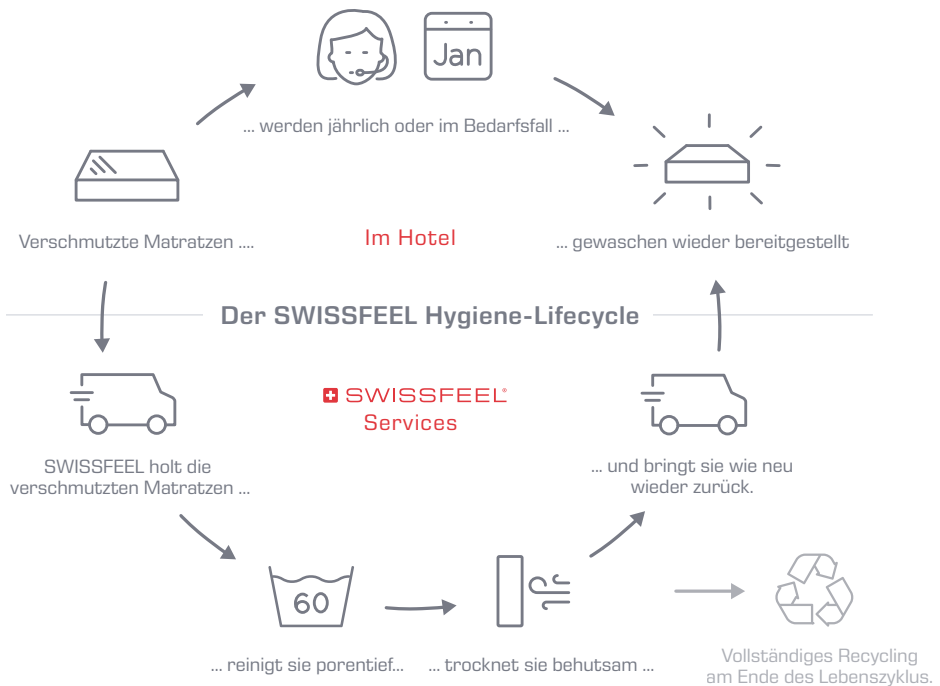 Jan
... werden jährlich oder im Bedarfsfall ...
Verschmutzte Matratzen ....
Im Hotel
... gewaschen wieder bereitgestellt
Der SWISSFEEL Hygiene-Lifecycle
SWISSFEEL®
Services
SWISSFEEL holt die
verschmutzten Matratzen ...
... und bringt sie wie neu
wieder zurück.
60
... reinigt sie porentief...
... trocknet sie behutsam ...
Vollständiges Recycling
am Ende des Lebenszyklus.